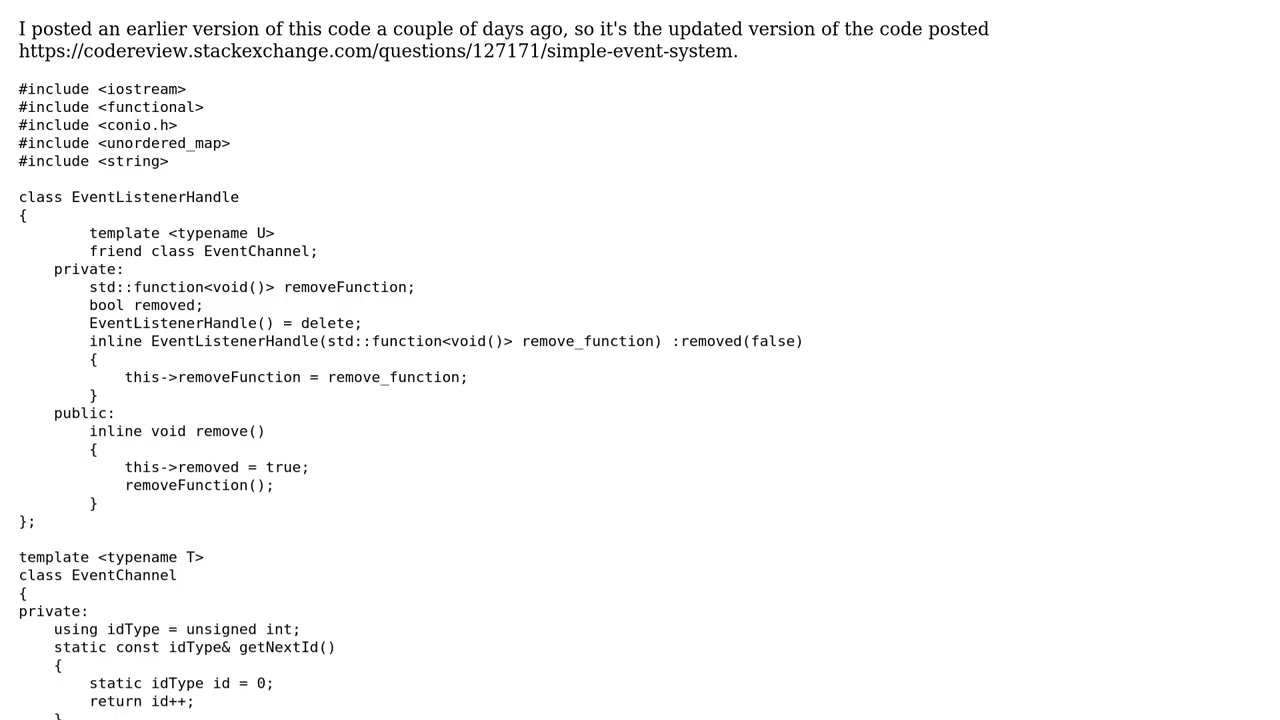 I posted an earlier version of this code a couple of days ago, so it's the updated version of the code posted
https://codereview.stackexchange.com/questions/127171/simple-event-system.
#include <iostream>
#include <functional>
#include <conio.h>
#include <unordered_map>
#include <string>
class EventListenerHandle
{
        template <typename U>
        friend class EventChannel;
    private:
        std::function<void()> removeFunction;
        bool removed;
        EventListenerHandle() = delete;
        inline EventListenerHandle(std::function<void()> remove_function) :removed(false)
        {
            this->removeFunction = remove_function;
        }
    public:
        inline void remove()
        {
            this->removed = true;
            removeFunction();
        }
};
template <typename T>
class EventChannel
{
private:
    using idType = unsigned int;
    static const idType& getNextId()
    {
        static idType id = 0;
        return id++;
    }